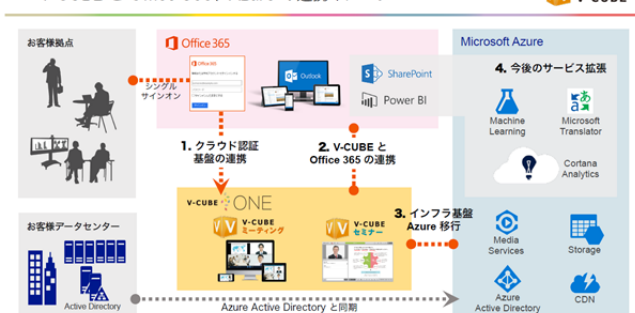 V-CUBE
お客様拠点
Office 365
Microsoft Azure
シングル
サインオン
Office 365
Outlook
SharePoint
Power BI
4. 今後のサービス拡張
Machine
Learning
Microsoft
Translator
Cortana
Analytics
1. クラウド認証
基盤の連携
2. V-CUBE と
Office 365 の連携
V-CUBE ONE
V-CUBE
ミーティング
V-CUBE
セミナー
3. インフラ基盤
Azure 移行
お客様データセンター
Active Directory
Media
Services
Storage
Azure
Active Directory
CDN
Azure Active Directory と同期